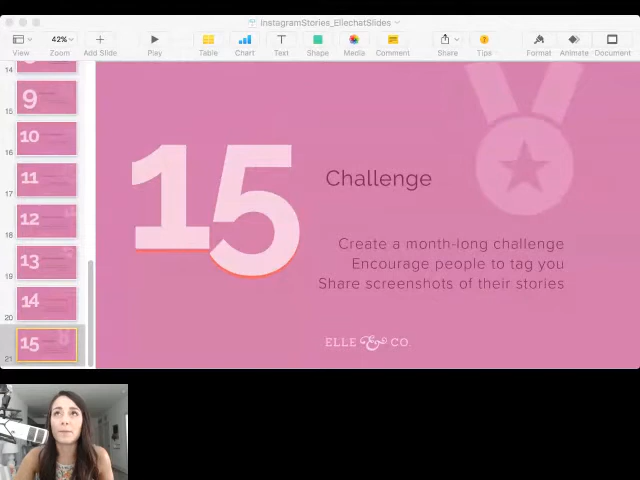 InstagramStories_EllechatSlides
42%
View
Zoom
Add Slide
Play
Table
Chart
Text
Shape
Media
Comment
Share
Tips
Format
Animate
Document
14
15
16
17
18
19
20
21
9
10
11
12
13
14
15
15
Challenge
Create a month-long challenge
Encourage people to tag you
Share screenshots of their stories
ELLE & CO.